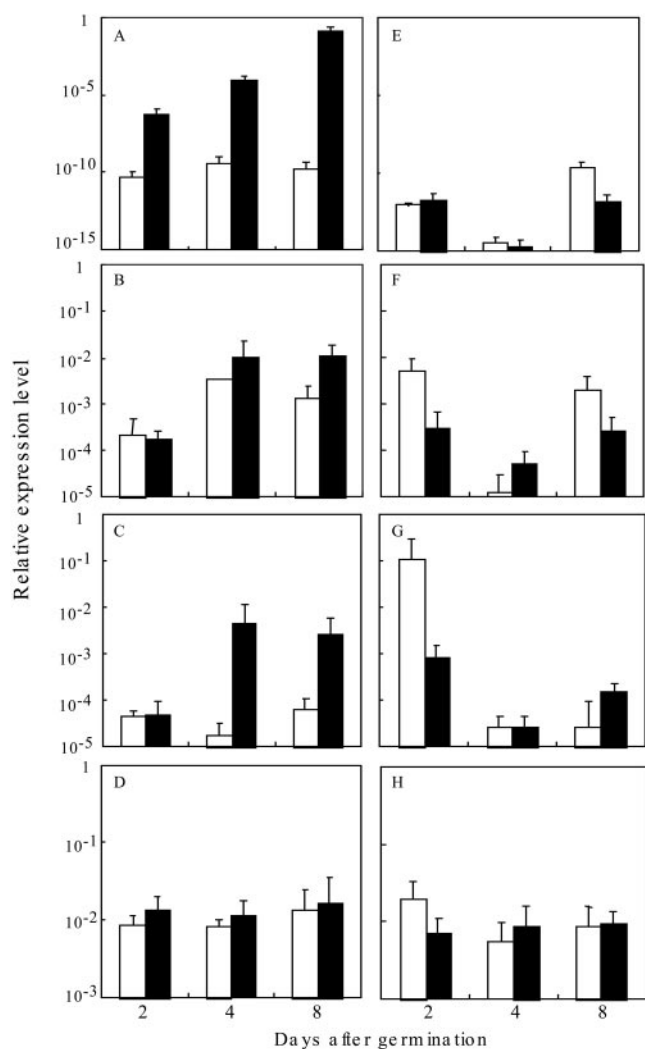 1
A
E
10^-5
10^-10
10^-15
1
B
F
10^-1
10^-2
10^-3
10^-4
10^-5
1
C
G
10^-1
10^-2
10^-3
10^-4
10^-5
1
D
H
10^-1
10^-2
10^-3
2 4 8 2 4 8
Days after germination
Relative expression level